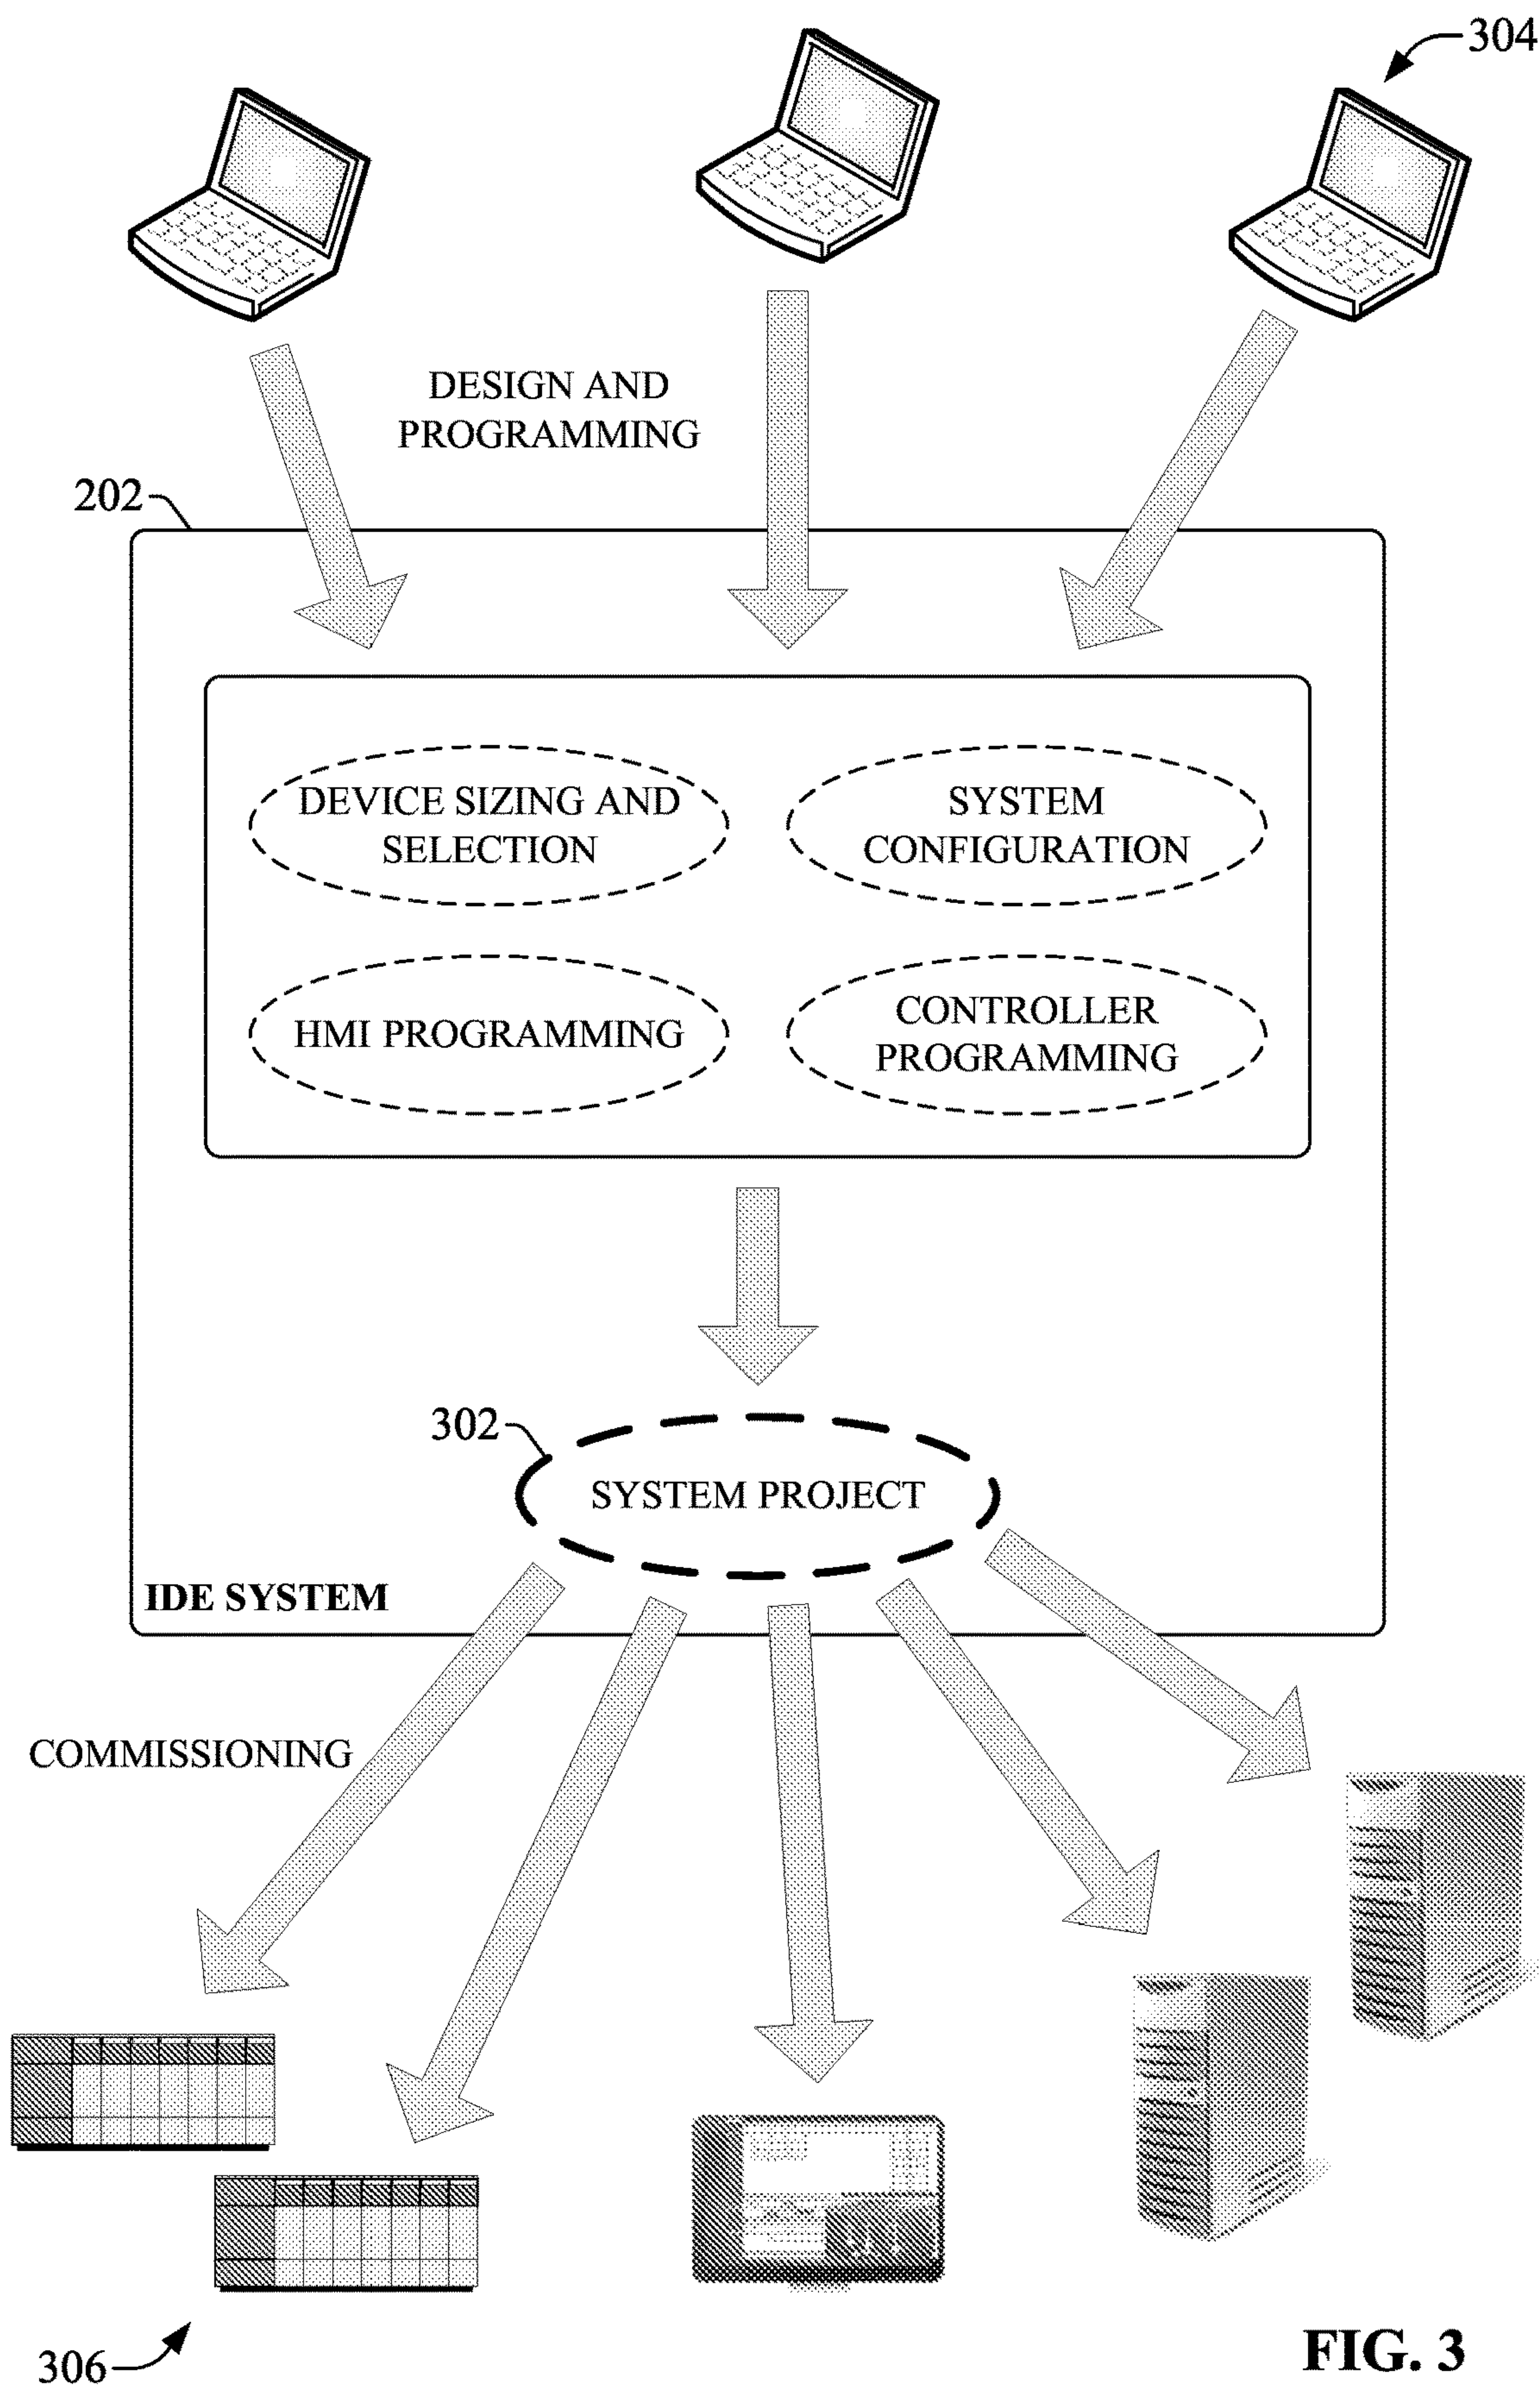 304
DESIGN AND
PROGRAMMING
202
DEVICE SIZING AND
SELECTION
SYSTEM
CONFIGURATION
HMI PROGRAMMING
CONTROLLER
PROGRAMMING
302
SYSTEM PROJECT
IDE SYSTEM
COMMISSIONING
306
FIG. 3